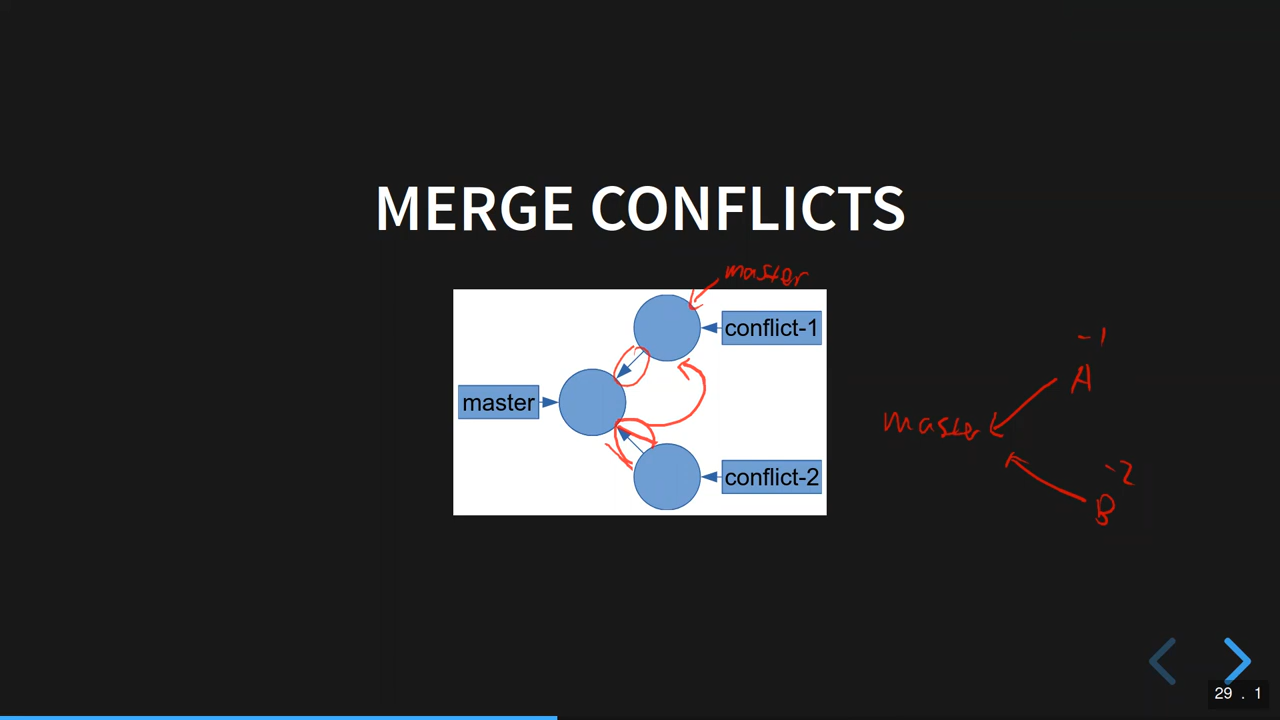 MERGE CONFLICTS
master
conflict-1
master
conflict-2
-1
A
master
-2
B
29 . 1